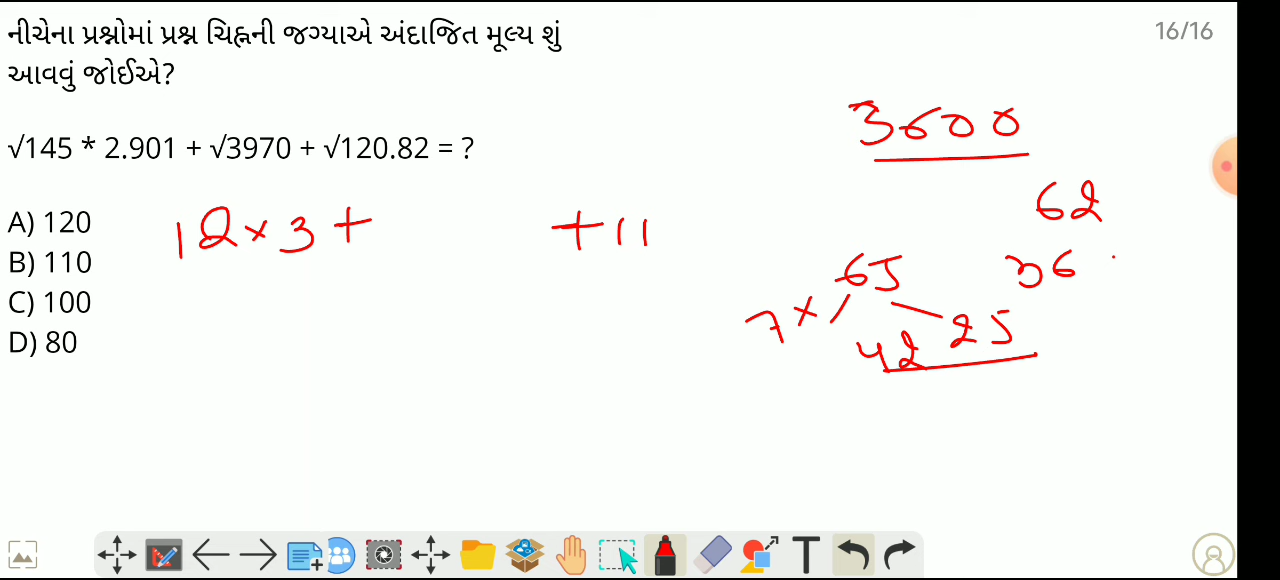 નીચેના પ્રશ્નોમાં પ્રશ્ન ચિહ્નની જગ્યાએ અંદાજિત મૂલ્ય શું
આવવું જોઈએ?
16/16
√145 * 2.901 + √3970 + √120.82 = ?
A) 120
B) 110
C) 100
D) 80
12 × 3 + + 11
3600
62
65 36
7 ×
42 25
T